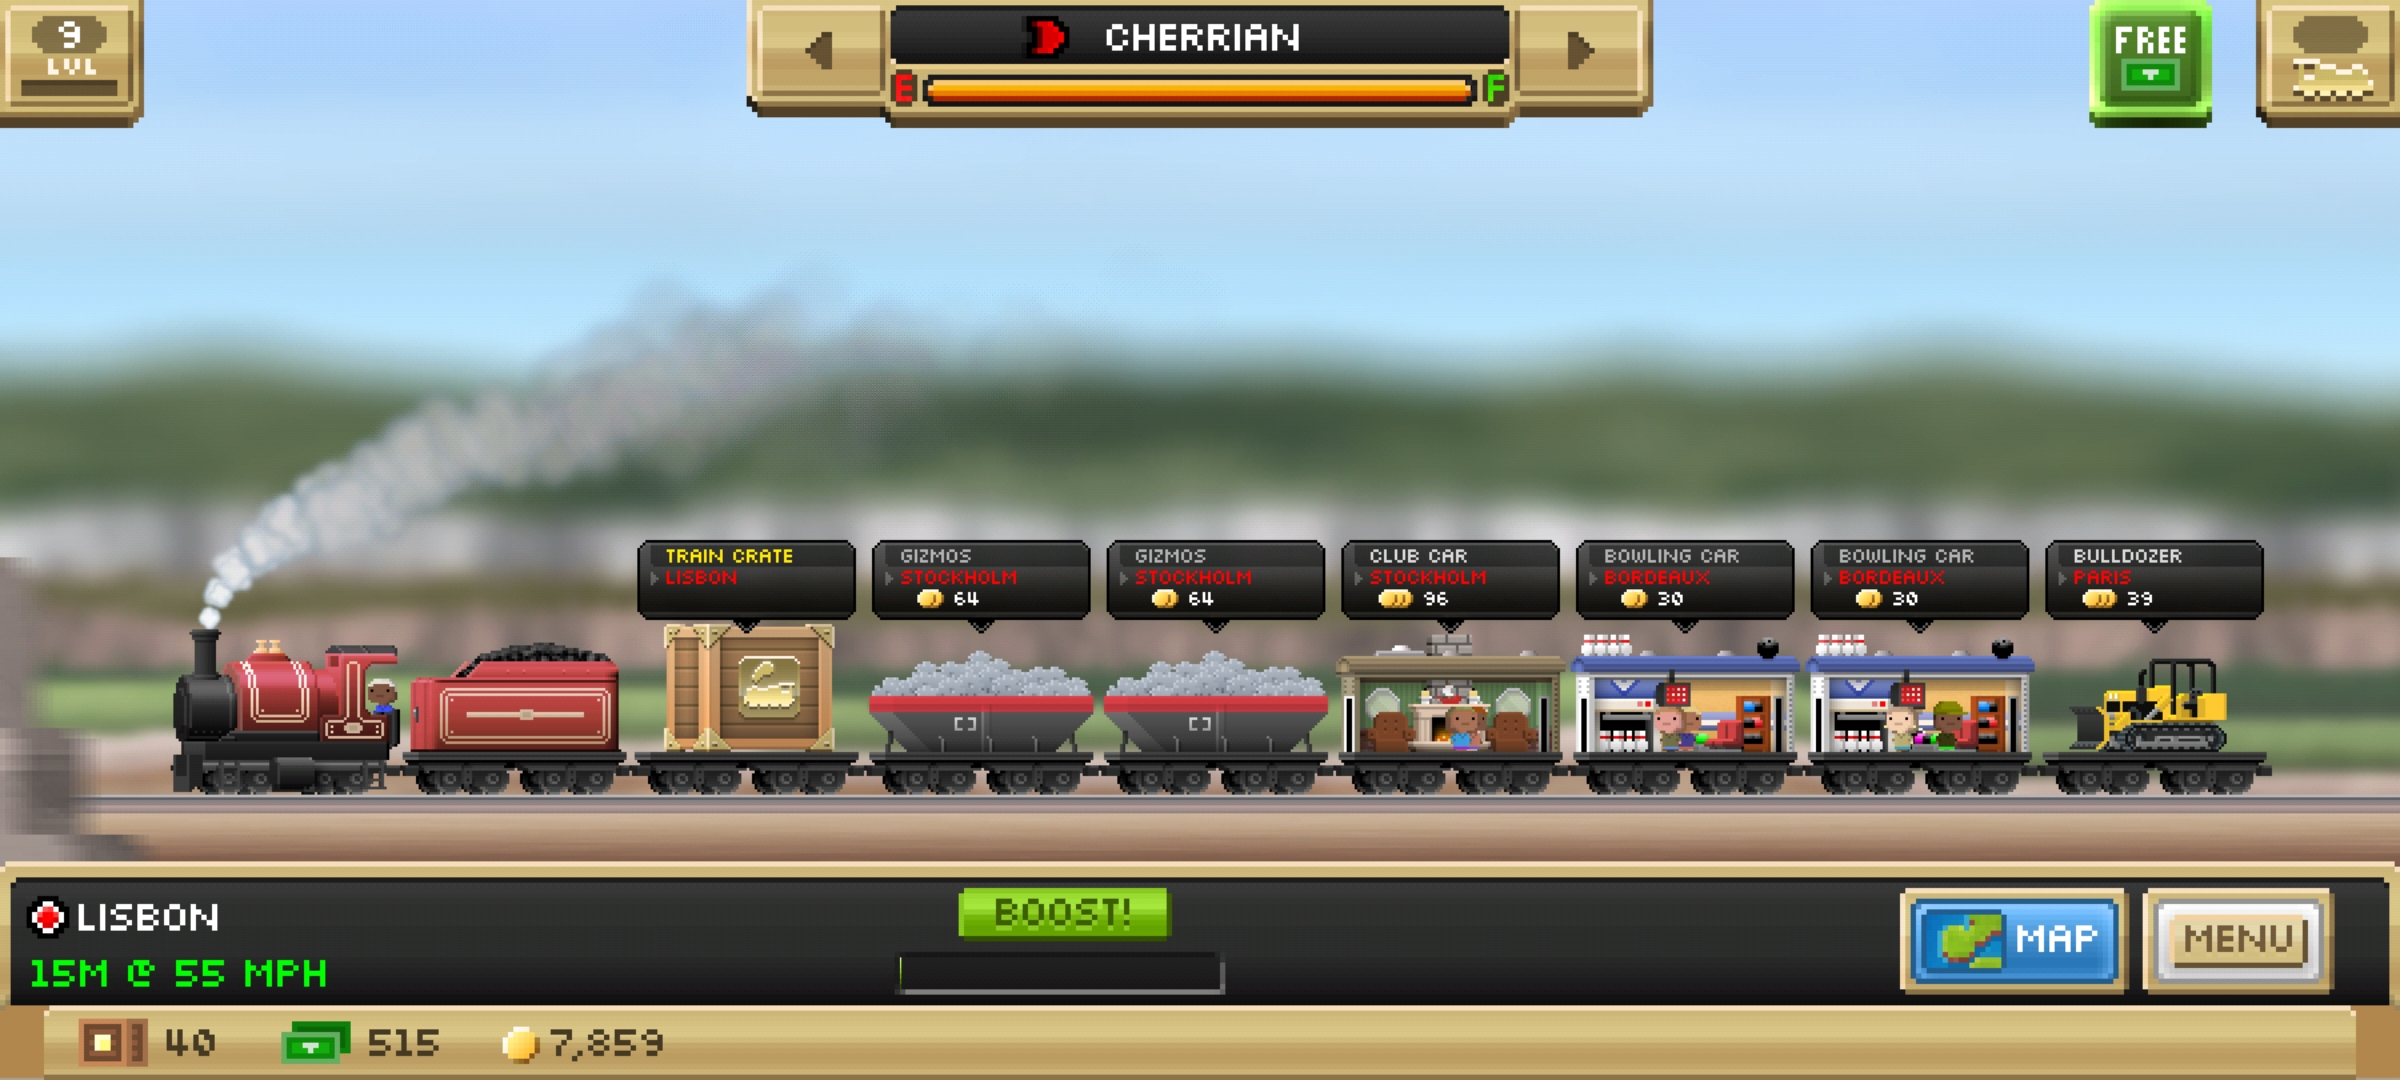 9
LVL
CHERRIAN
E F
FREE
TRAIN CRATE
LISBON
GIZMOS
STOCKHOLM
64
GIZMOS
STOCKHOLM
64
CLUB CAR
STOCKHOLM
96
BOWLING CAR
BORDEAUX
30
BOWLING CAR
BORDEAUX
30
BULLDOZER
PARIS
39
LISBON
15M @ 55 MPH
BOOST!
MAP
MENU
40
515
7,859